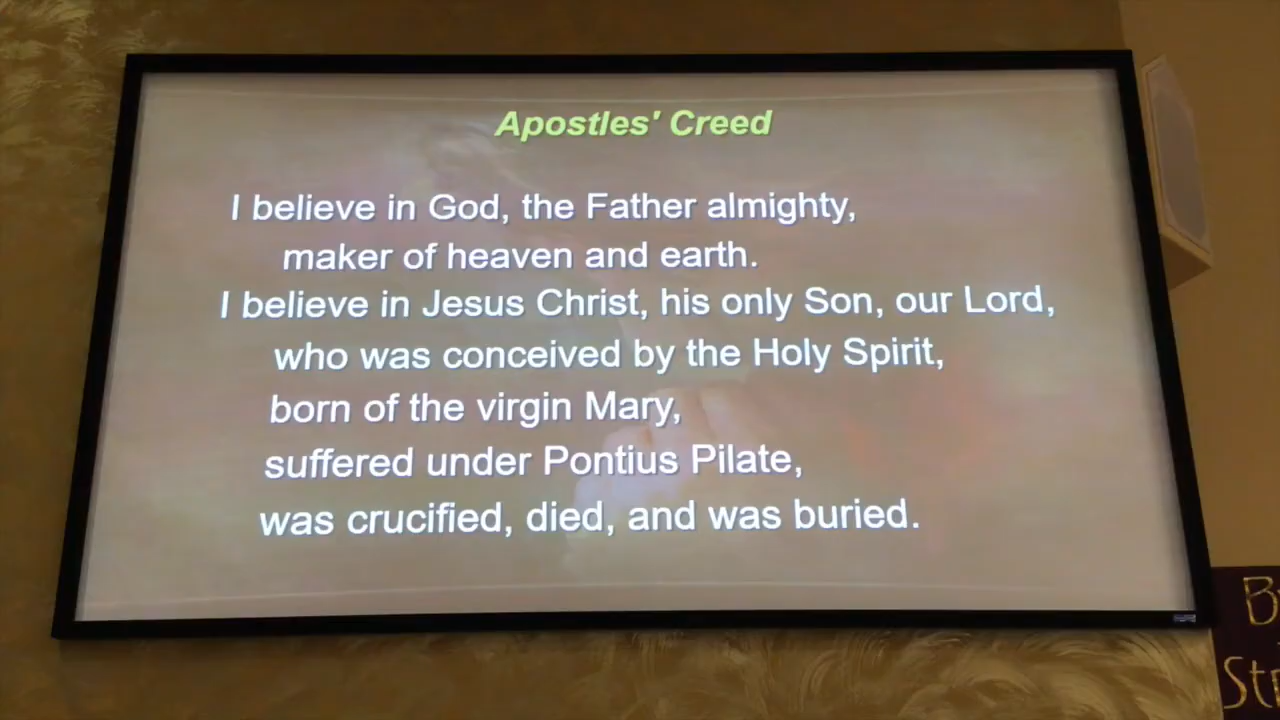 Apostles' Creed
I believe in God, the Father almighty,
maker of heaven and earth.
I believe in Jesus Christ, his only Son, our Lord,
who was conceived by the Holy Spirit,
born of the virgin Mary,
suffered under Pontius Pilate,
was crucified, died, and was buried.